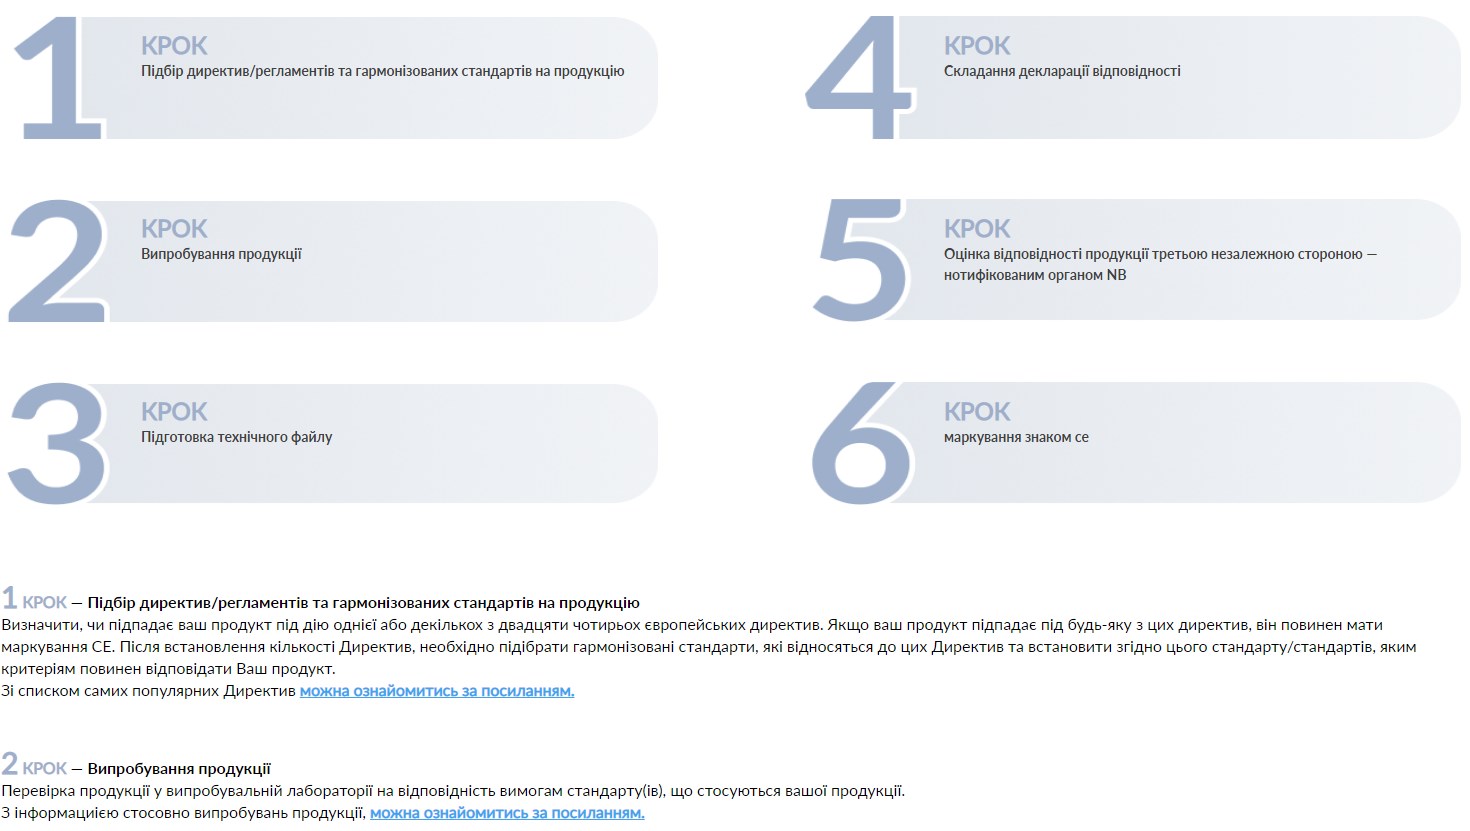 1 КРОК
Підбір директив/регламентів та гармонізованих стандартів на продукцію
2 КРОК
Випробування продукції
3 КРОК
Підготовка технічного файлу
4 КРОК
Складання декларації відповідності
5 КРОК
Оцінка відповідності продукції третьою незалежною стороною —
нотифікованим органом NB
6 КРОК
маркування знаком се
1 КРОК — Підбір директив/регламентів та гармонізованих стандартів на продукцію
Визначити, чи підпадає ваш продукт під дію однієї або декількох з двадцяти чотирьох європейських директив. Якщо ваш продукт підпадає під будь-яку з цих директив, він повинен мати
маркування СЕ. Після встановлення кількості Директив, необхідно підібрати гармонізовані стандарти, які відносяться до цих Директив та встановити згідно цього стандарту/стандартів, яким
критеріям повинен відповідати Ваш продукт.
Зі списком самих популярних Директив можна ознайомитись за посиланням.
2 КРОК — Випробування продукції
Перевірка продукції у випробувальній лабораторії на відповідність вимогам стандарту(ів), що стосуються вашої продукції.
З інформациією стосовно випробувань продукції, можна ознайомитись за посиланням.